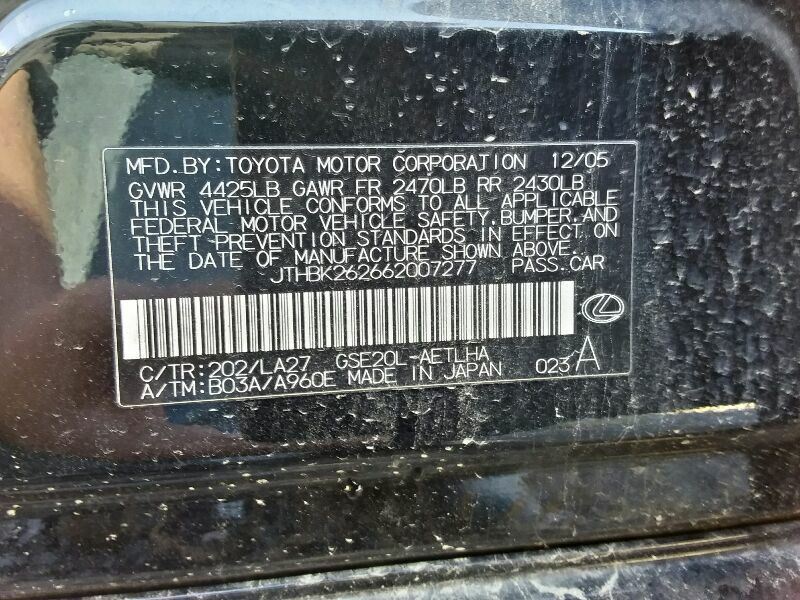 MFD.BY:TOYOTA MOTOR CORPORATION 12/05
GVWR 4425LB GAWR FR 2470LB RR 2430LB
THIS VEHICLE CONFORMS TO ALL APPLICABLE
FEDERAL MOTOR VEHICLE SAFETY,BUMPER,AND
THEFT-PREVENTION STANDARDS IN EFFECT ON
THE DATE OF MANUFACTURE SHOWN ABOVE.
JTHBK262662007277 PASS.CAR
C/TR:202/LA27 GSE20L-AETLHA
A/TM:B03A/A960E MADE IN JAPAN 023 A